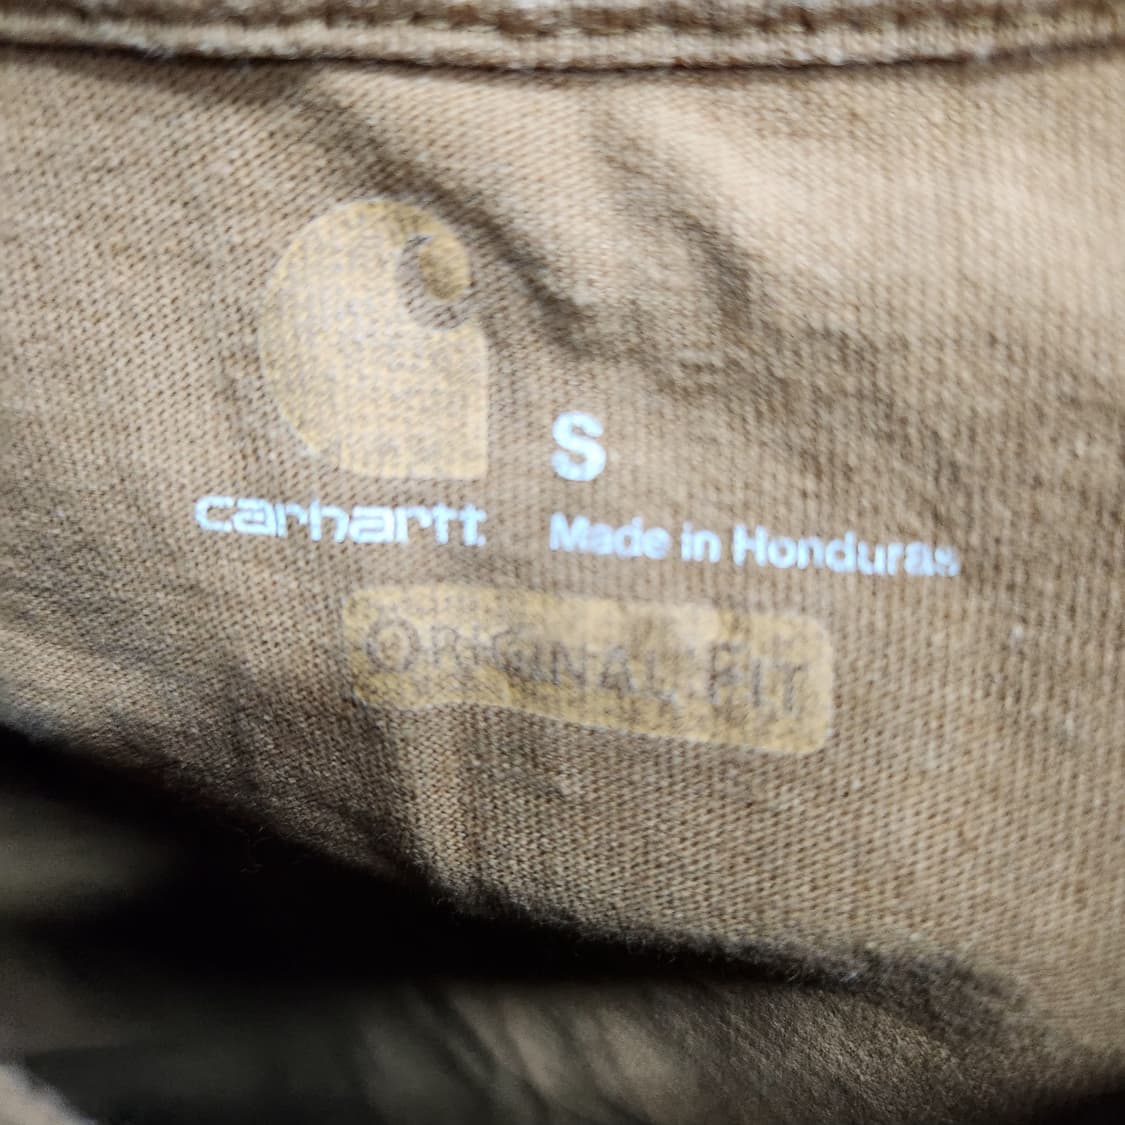 S
carhartt
Made in Honduras
ORIGINAL FIT